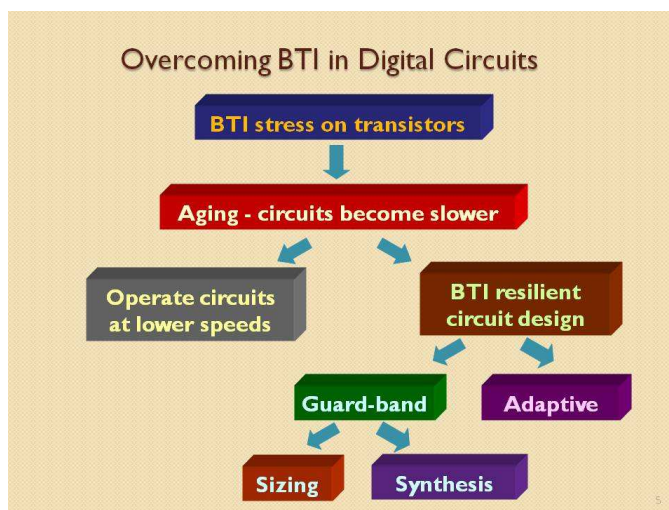 Overcoming BTI in Digital Circuits
BTI stress on transistors
Aging - circuits become slower
Operate circuits
at lower speeds
BTI resilient
circuit design
Guard-band
Adaptive
Sizing
Synthesis
5